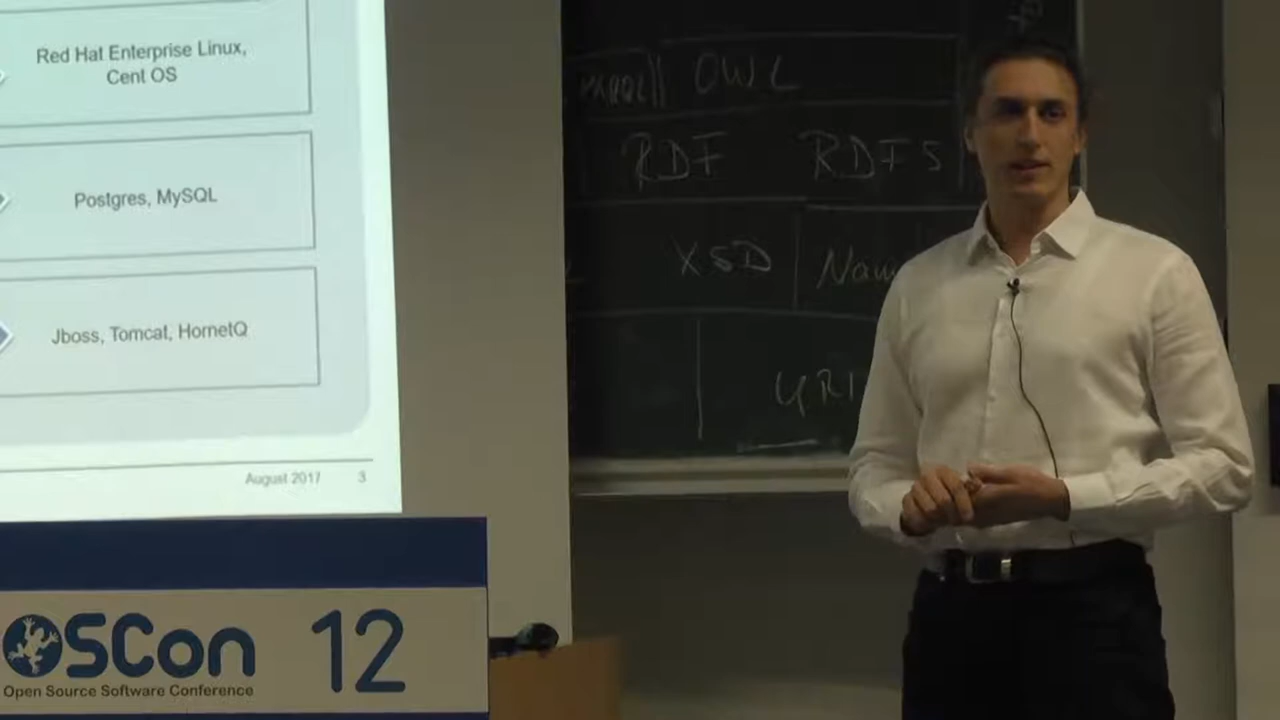 Red Hat Enterprise Linux,
Cent OS
Postgres, MySQL
Jboss, Tomcat, HornetQ
August 2017 3
OSCon 12
Open Source Software Conference
OWL
RDF RDFS
XSD